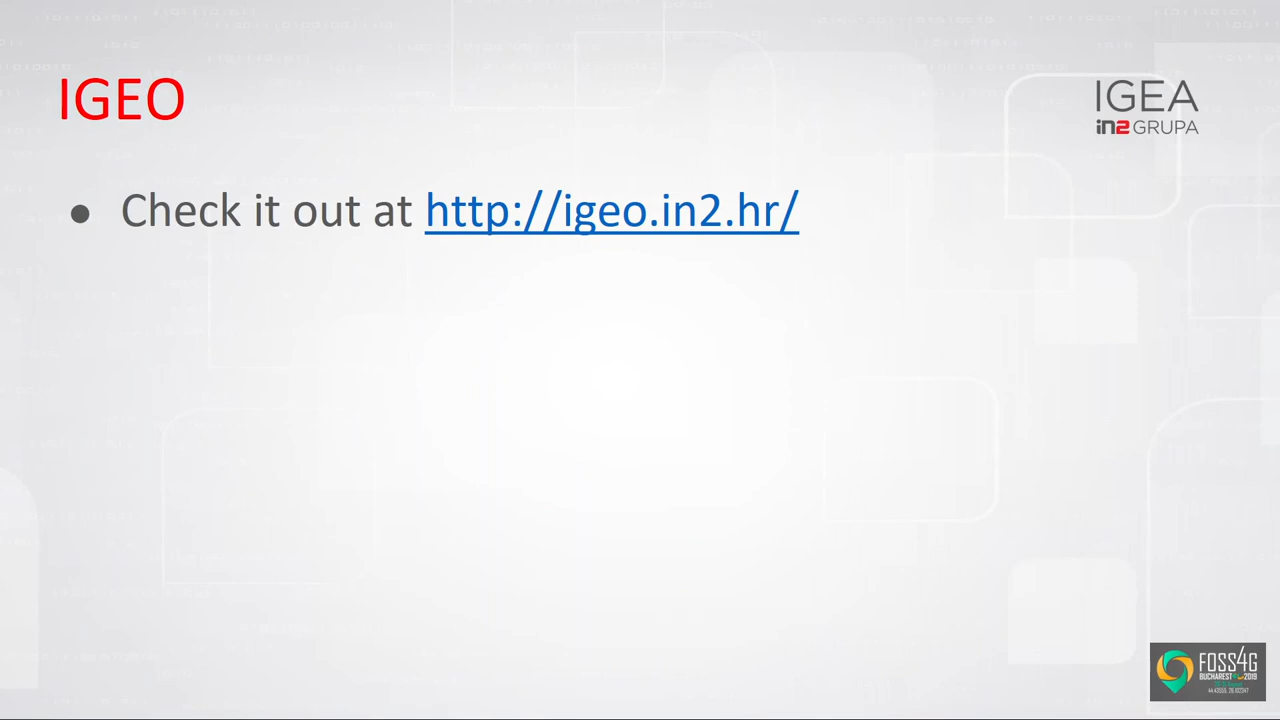 IGEO
IGEA
in2 GRUPA
● Check it out at http://igeo.in2.hr/
FOSS4G
BUCHAREST 2019